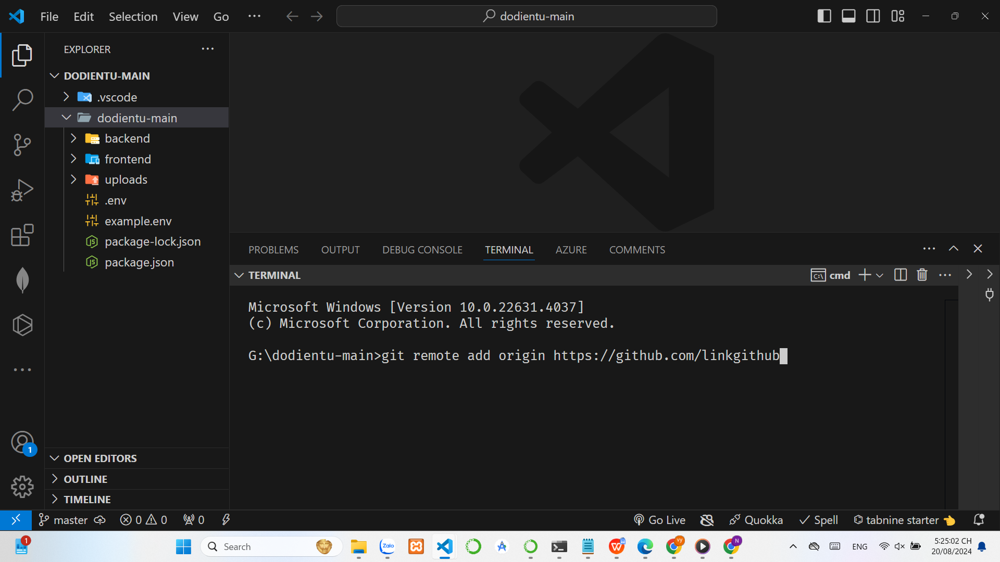 File Edit Selection View Go ···
dodientu-main
EXPLORER
DODIENTU-MAIN
.vscode
dodientu-main
backend
frontend
uploads
.env
example.env
package-lock.json
package.json
OPEN EDITORS
OUTLINE
TIMELINE
1
PROBLEMS OUTPUT DEBUG CONSOLE TERMINAL AZURE COMMENTS
TERMINAL
C:\ cmd
Microsoft Windows [Version 10.0.22631.4037]
(c) Microsoft Corporation. All rights reserved.
G:\dodientu-main>git remote add origin https://github.com/linkgithub
master 0 0 0 Go Live Quokka Spell tabnine starter
1 Search Zalo W yy N ENG 5:25:02 CH
20/08/2024